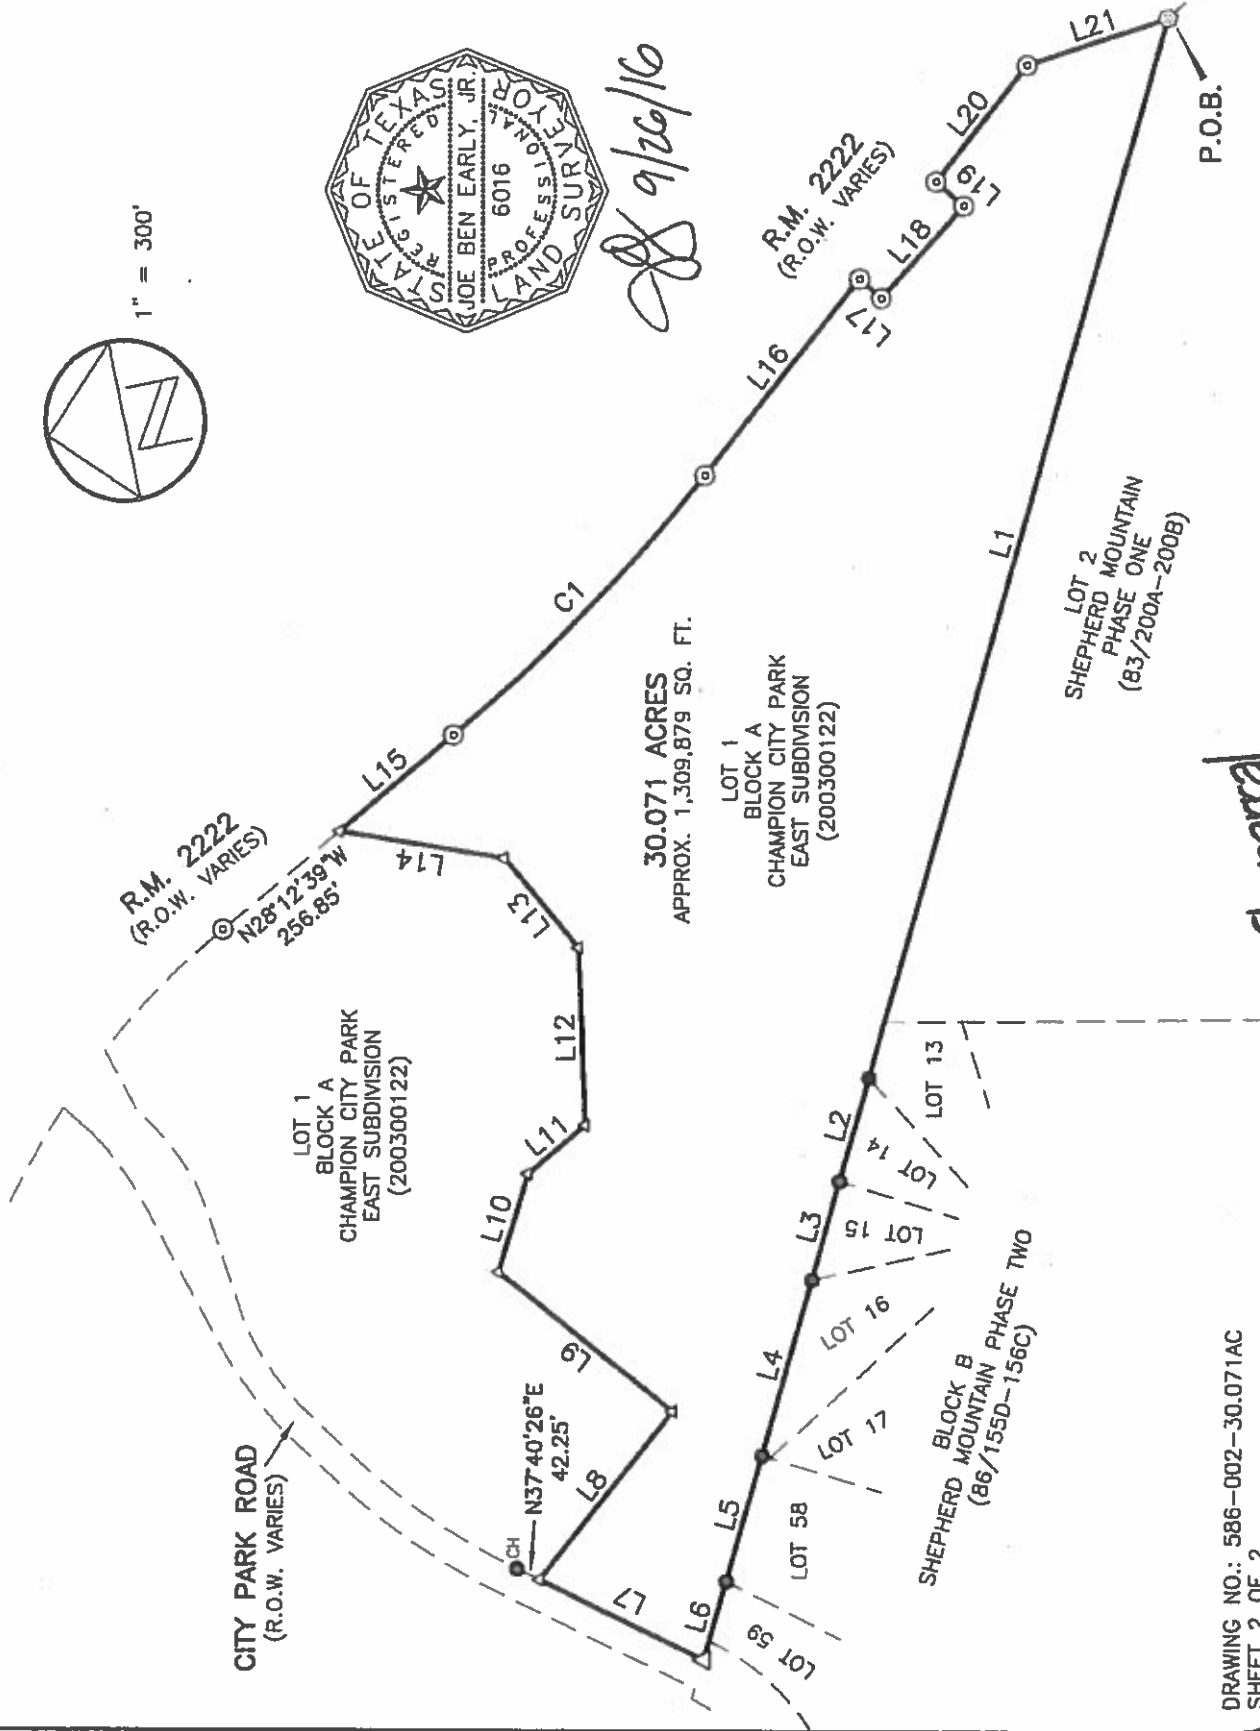 1" = 300'
STATE OF TEXAS
REGISTERED
JOE BEN EARLY, JR.
6016
PROFESSIONAL
LAND SURVEYOR
9/26/16
R.M. 2222
(R.O.W. VARIES)
N28°12'39"W
256.85'
R.M. 2222
(R.O.W. VARIES)
CITY PARK ROAD
(R.O.W. VARIES)
LOT 1
BLOCK A
CHAMPION CITY PARK
EAST SUBDIVISION
(200300122)
CH
N37°40'26"E
42.25'
30.071 ACRES
APPROX. 1,309,879 SQ. FT.
LOT 1
BLOCK A
CHAMPION CITY PARK
EAST SUBDIVISION
(200300122)
L1
L2
L3
L4
L5
L6
L7
L8
L9
L10
L11
L12
L13
L14
L15
C1
L16
L17
L18
L19
L20
L21
P.O.B.
LOT 2
SHEPHERD MOUNTAIN
PHASE ONE
(83/200A-200B)
LOT 13
LOT 14
LOT 15
LOT 16
LOT 17
LOT 58
LOT 59
BLOCK B
SHEPHERD MOUNTAIN PHASE TWO
(86/155D-156C)
DRAWING NO.: 586-002-30.071AC
SHEET 2 OF 2